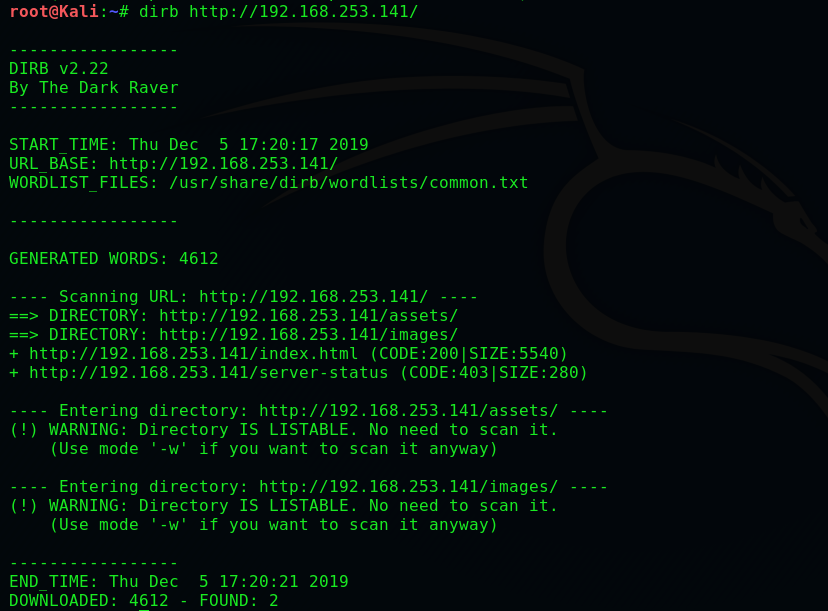 root@Kali:~# dirb http://192.168.253.141/
-----------------
DIRB v2.22
By The Dark Raver
-----------------
START_TIME: Thu Dec  5 17:20:17 2019
URL_BASE: http://192.168.253.141/
WORDLIST_FILES: /usr/share/dirb/wordlists/common.txt
-----------------
GENERATED WORDS: 4612
---- Scanning URL: http://192.168.253.141/ ----
==> DIRECTORY: http://192.168.253.141/assets/
==> DIRECTORY: http://192.168.253.141/images/
+ http://192.168.253.141/index.html (CODE:200|SIZE:5540)
+ http://192.168.253.141/server-status (CODE:403|SIZE:280)
---- Entering directory: http://192.168.253.141/assets/ ----
(!) WARNING: Directory IS LISTABLE. No need to scan it.
    (Use mode '-w' if you want to scan it anyway)
---- Entering directory: http://192.168.253.141/images/ ----
(!) WARNING: Directory IS LISTABLE. No need to scan it.
    (Use mode '-w' if you want to scan it anyway)
-----------------
END_TIME: Thu Dec  5 17:20:21 2019
DOWNLOADED: 4612 - FOUND: 2